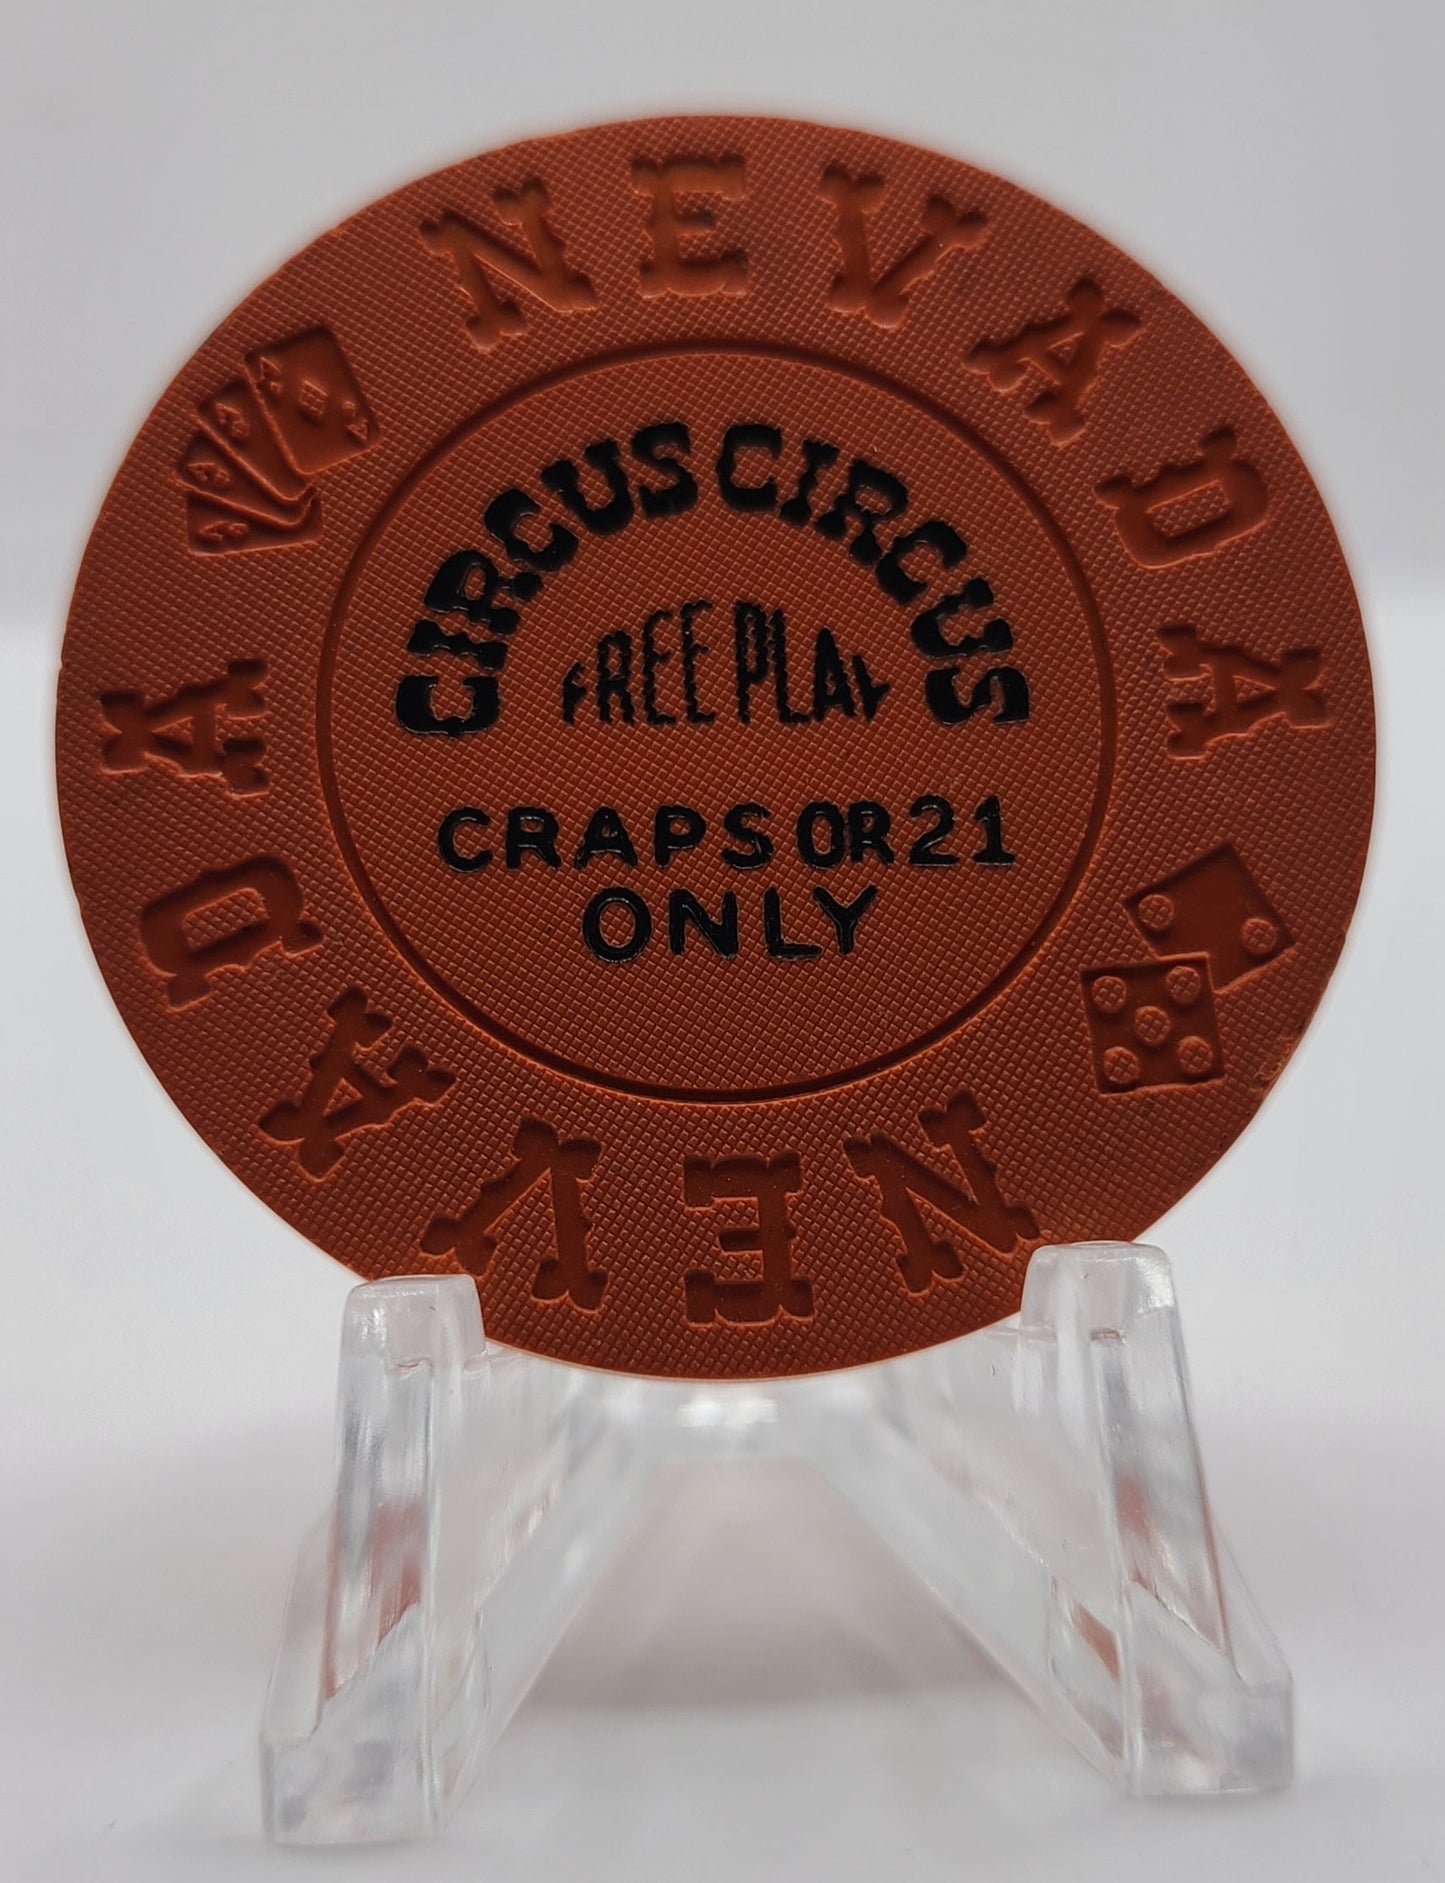 NEVADA
CIRCUS CIRCUS
FREE PLAY
CRAPS OR 21
ONLY
NEVADA